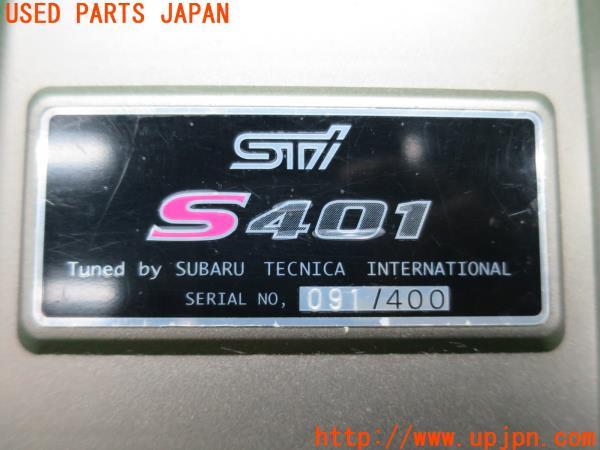 USED PARTS JAPAN
STi
S401
Tuned by SUBARU TECNICA INTERNATIONAL
SERIAL NO, 091/400
http://www.upjpn.com/